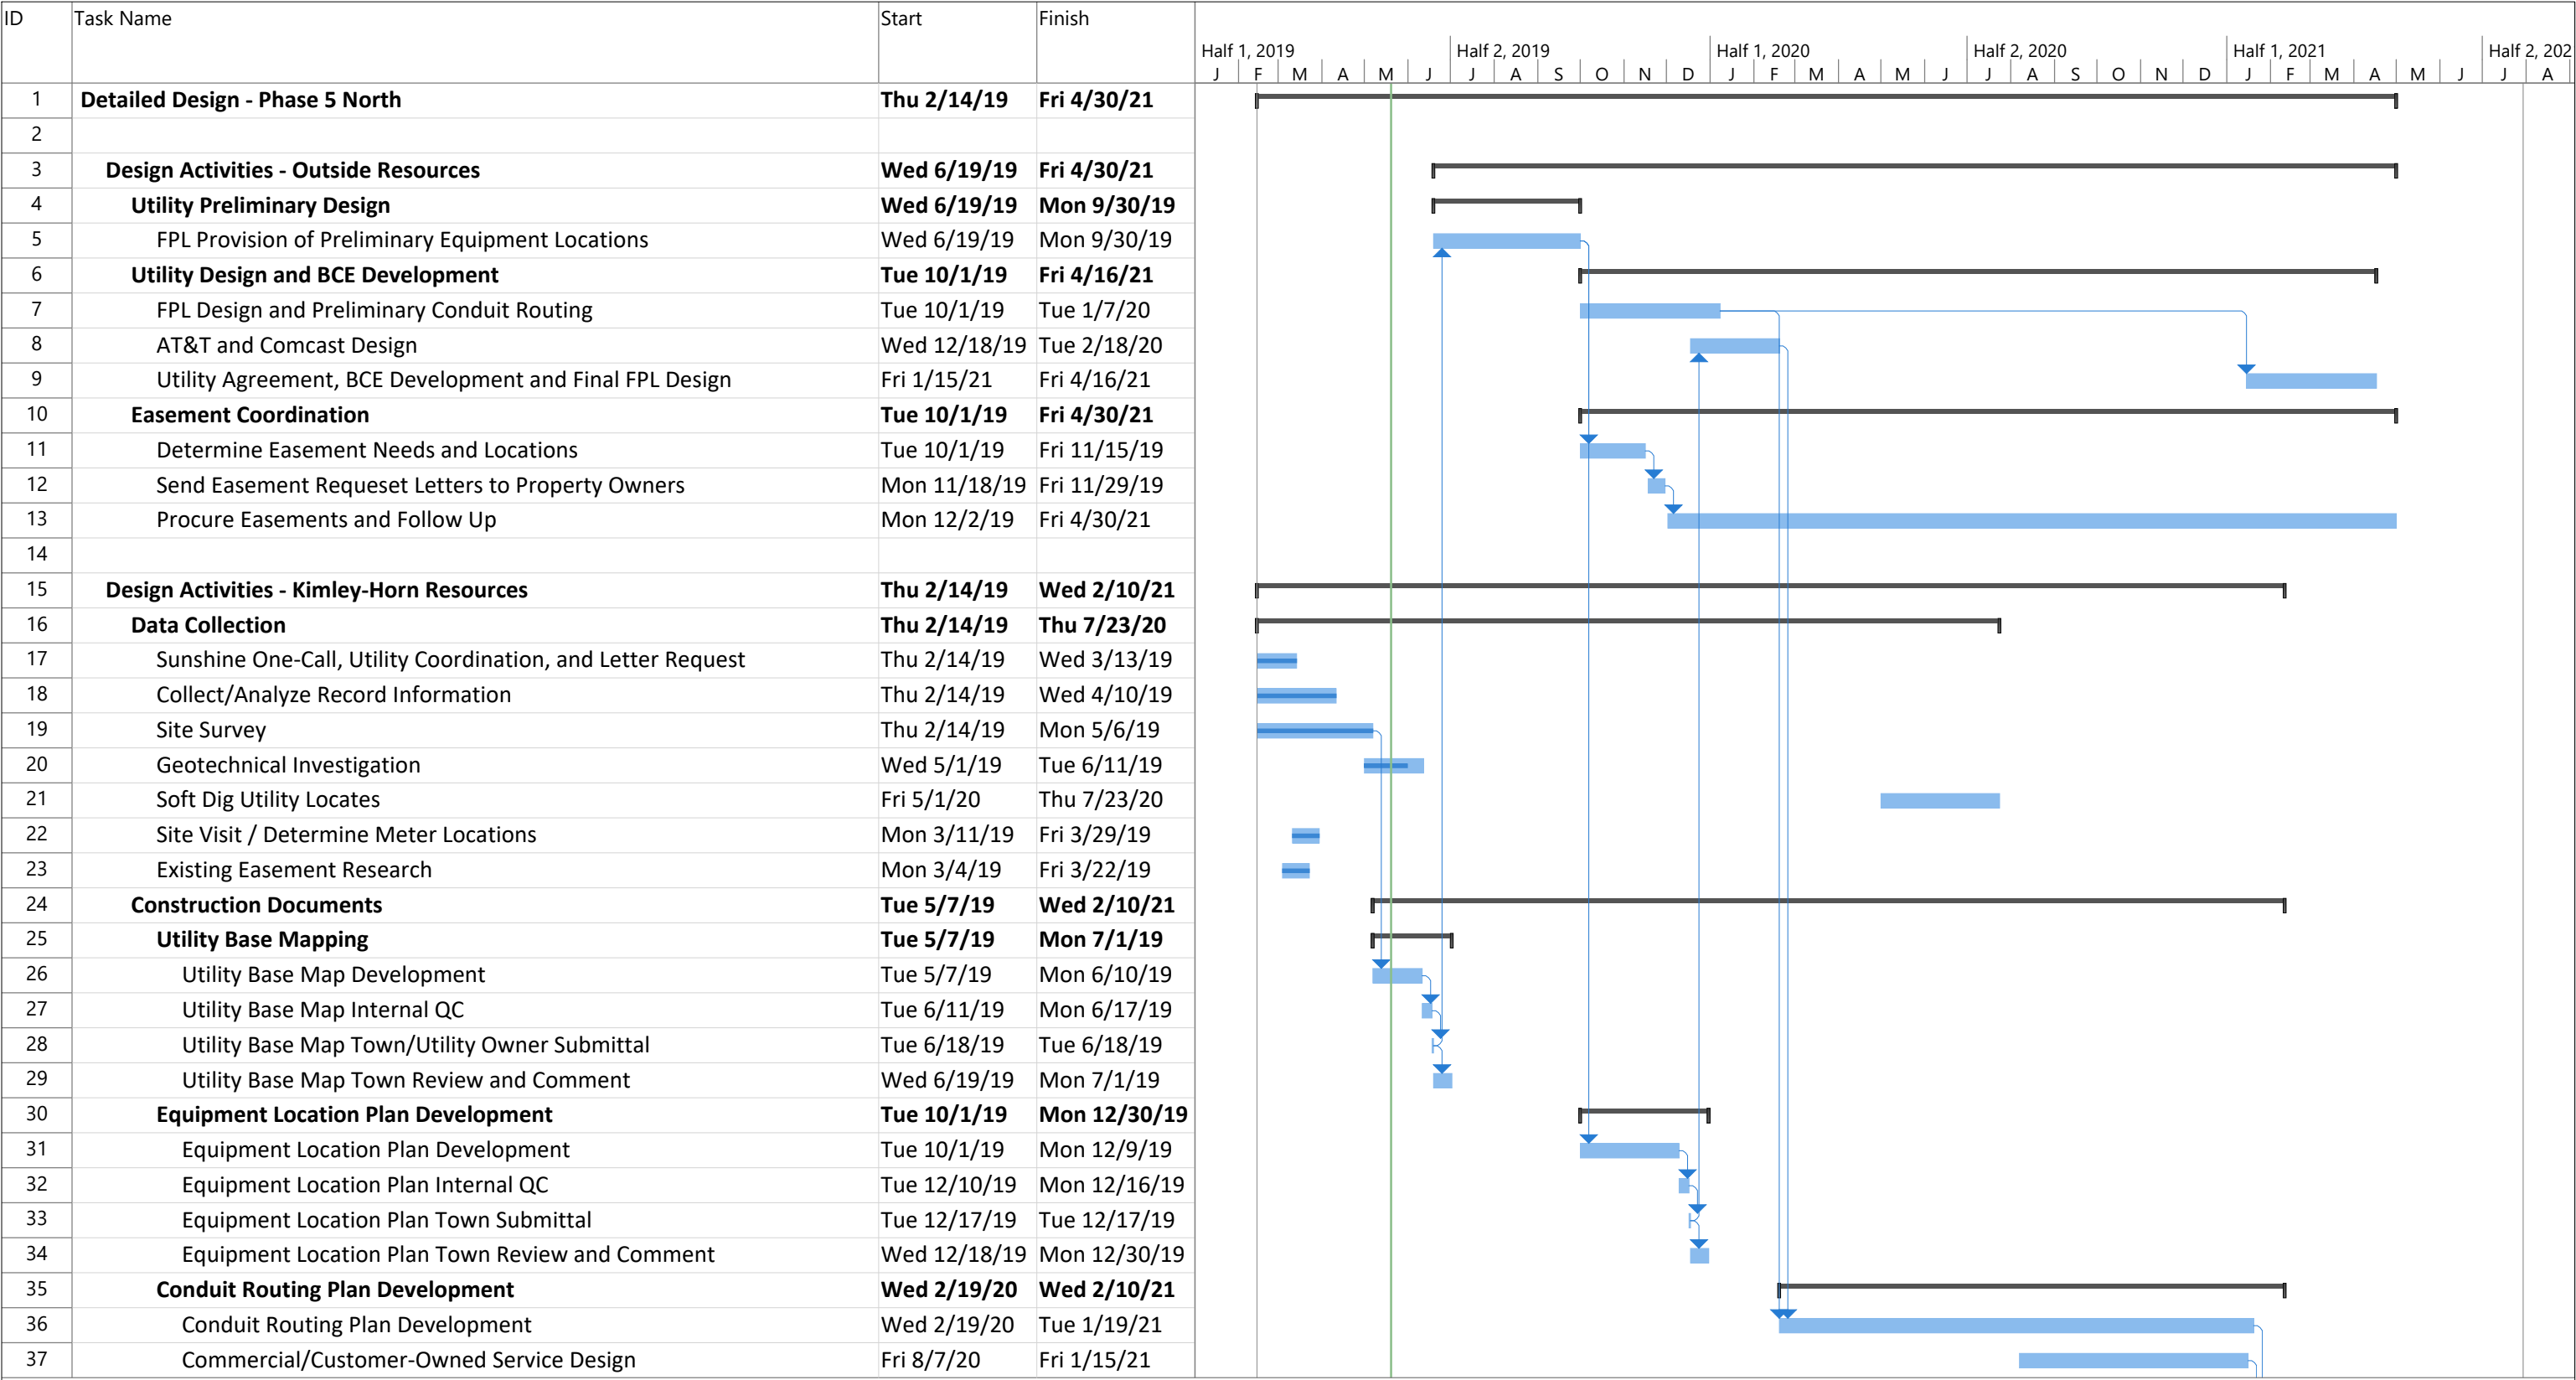 ID Task Name Start Finish
Half 1, 2019 Half 2, 2019 Half 1, 2020 Half 2, 2020 Half 1, 2021 Half 2, 202
J F M A M J J A S O N D J F M A M J J A S O N D J F M A M J J A
1 Detailed Design - Phase 5 North Thu 2/14/19 Fri 4/30/21
2
3 Design Activities - Outside Resources Wed 6/19/19 Fri 4/30/21
4 Utility Preliminary Design Wed 6/19/19 Mon 9/30/19
5 FPL Provision of Preliminary Equipment Locations Wed 6/19/19 Mon 9/30/19
6 Utility Design and BCE Development Tue 10/1/19 Fri 4/16/21
7 FPL Design and Preliminary Conduit Routing Tue 10/1/19 Tue 1/7/20
8 AT&T and Comcast Design Wed 12/18/19 Tue 2/18/20
9 Utility Agreement, BCE Development and Final FPL Design Fri 1/15/21 Fri 4/16/21
10 Easement Coordination Tue 10/1/19 Fri 4/30/21
11 Determine Easement Needs and Locations Tue 10/1/19 Fri 11/15/19
12 Send Easement Requeset Letters to Property Owners Mon 11/18/19 Fri 11/29/19
13 Procure Easements and Follow Up Mon 12/2/19 Fri 4/30/21
14
15 Design Activities - Kimley-Horn Resources Thu 2/14/19 Wed 2/10/21
16 Data Collection Thu 2/14/19 Thu 7/23/20
17 Sunshine One-Call, Utility Coordination, and Letter Request Thu 2/14/19 Wed 3/13/19
18 Collect/Analyze Record Information Thu 2/14/19 Wed 4/10/19
19 Site Survey Thu 2/14/19 Mon 5/6/19
20 Geotechnical Investigation Wed 5/1/19 Tue 6/11/19
21 Soft Dig Utility Locates Fri 5/1/20 Thu 7/23/20
22 Site Visit / Determine Meter Locations Mon 3/11/19 Fri 3/29/19
23 Existing Easement Research Mon 3/4/19 Fri 3/22/19
24 Construction Documents Tue 5/7/19 Wed 2/10/21
25 Utility Base Mapping Tue 5/7/19 Mon 7/1/19
26 Utility Base Map Development Tue 5/7/19 Mon 6/10/19
27 Utility Base Map Internal QC Tue 6/11/19 Mon 6/17/19
28 Utility Base Map Town/Utility Owner Submittal Tue 6/18/19 Tue 6/18/19
29 Utility Base Map Town Review and Comment Wed 6/19/19 Mon 7/1/19
30 Equipment Location Plan Development Tue 10/1/19 Mon 12/30/19
31 Equipment Location Plan Development Tue 10/1/19 Mon 12/9/19
32 Equipment Location Plan Internal QC Tue 12/10/19 Mon 12/16/19
33 Equipment Location Plan Town Submittal Tue 12/17/19 Tue 12/17/19
34 Equipment Location Plan Town Review and Comment Wed 12/18/19 Mon 12/30/19
35 Conduit Routing Plan Development Wed 2/19/20 Wed 2/10/21
36 Conduit Routing Plan Development Wed 2/19/20 Tue 1/19/21
37 Commercial/Customer-Owned Service Design Fri 8/7/20 Fri 1/15/21